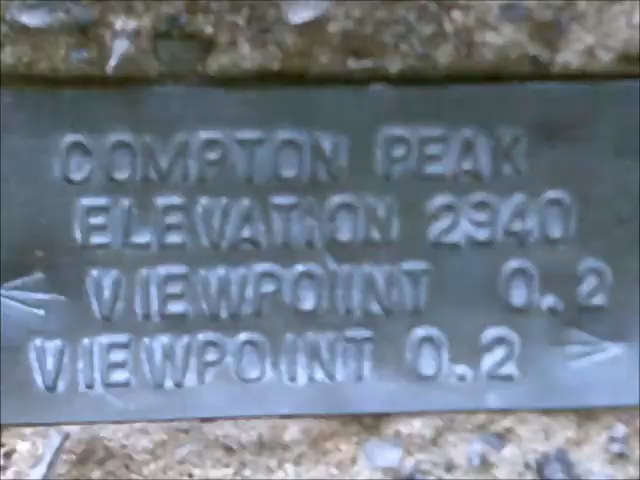 COMPTON PEAK
ELEVATION 2940
← VIEWPOINT 0.2
VIEWPOINT 0.2 →